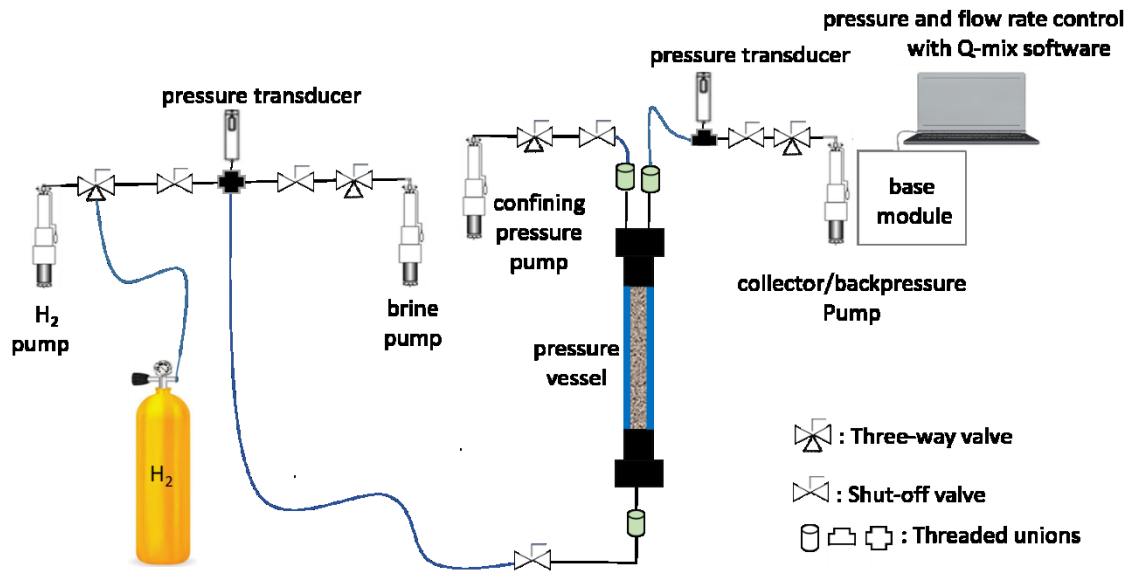 pressure and flow rate control
with Q-mix software
pressure transducer
pressure transducer
confining
pressure
pump
base
module
H2
pump
brine
pump
collector/backpressure
Pump
pressure
vessel
H2
: Three-way valve
: Shut-off valve
: Threaded unions